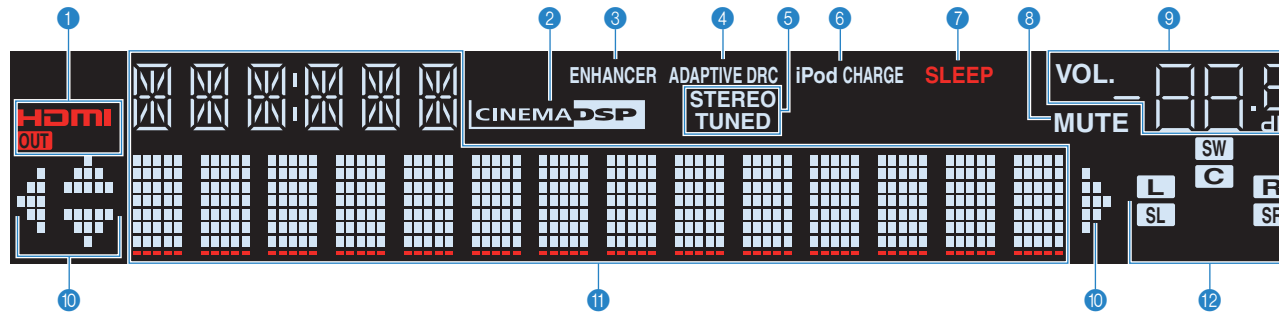 1 2 3 4 5 6 7 8 9
ENHANCER ADAPTIVE DRC iPod CHARGE SLEEP VOL.
HDMI
OUT
CINEMA DSP
STEREO
TUNED
MUTE
SW
L C R
SL
10 11 10 12